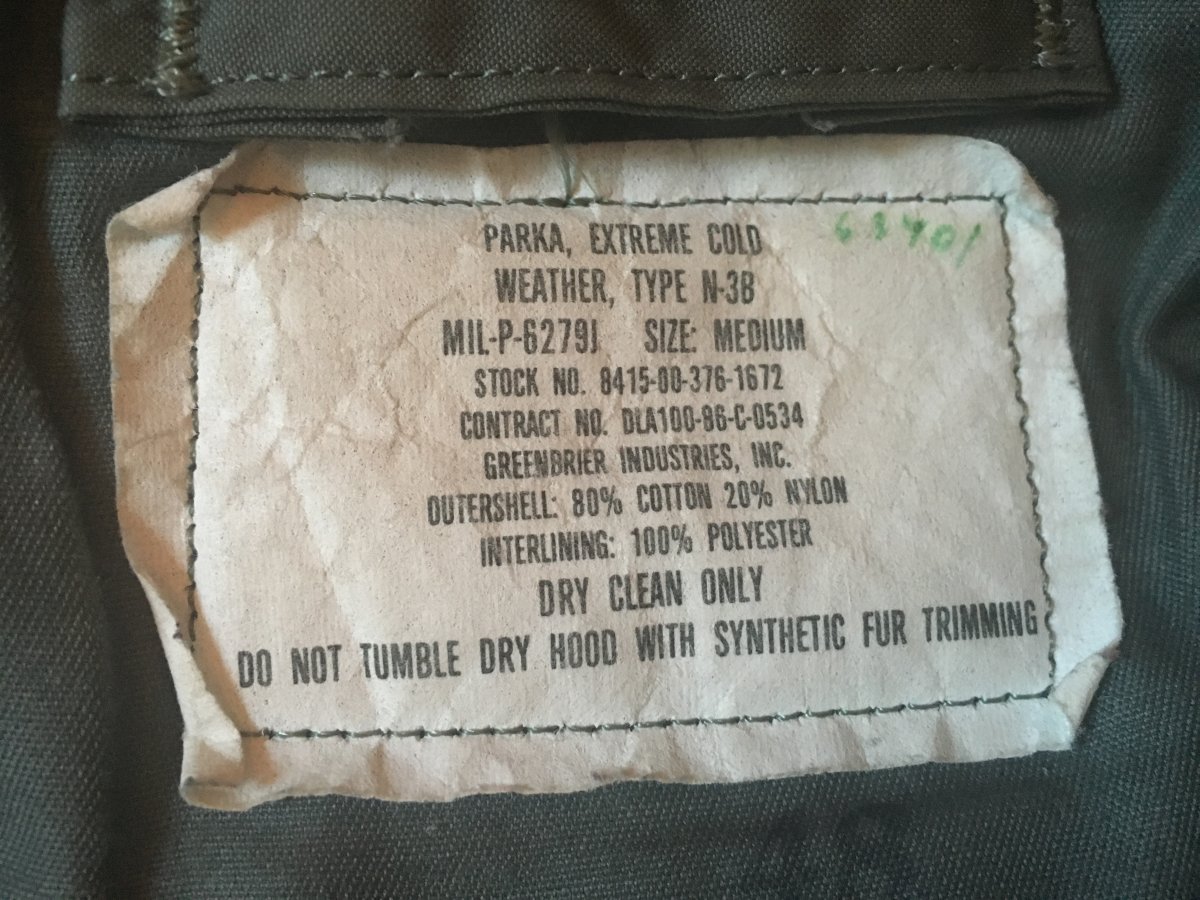 PARKA, EXTREME COLD
68401
WEATHER, TYPE N-3B
MIL-P-6279J SIZE: MEDIUM
STOCK NO. 8415-00-376-1672
CONTRACT NO. DLA100-86-C-0534
GREENBRIER INDUSTRIES, INC.
OUTERSHELL: 80% COTTON 20% NYLON
INTERLINING: 100% POLYESTER
DRY CLEAN ONLY
DO NOT TUMBLE DRY HOOD WITH SYNTHETIC FUR TRIMMING